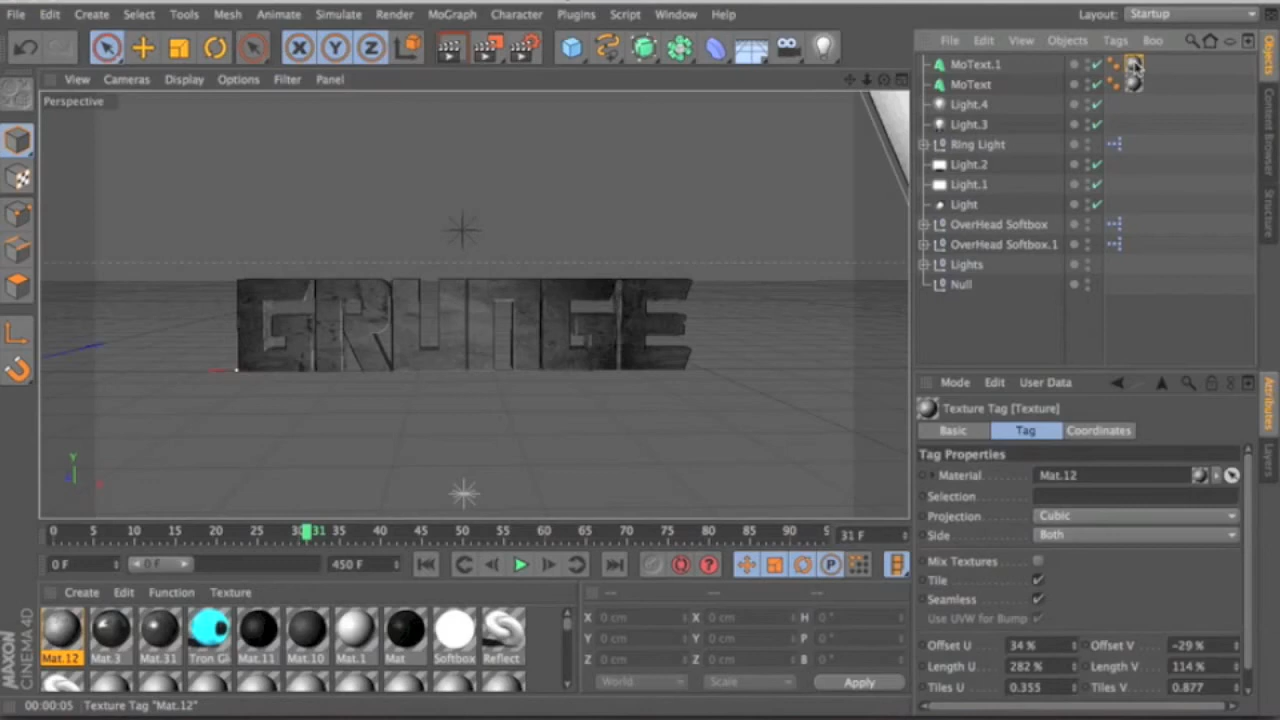 File Edit Create Select Tools Mesh Animate Simulate Render MoGraph Character Plugins Script Window Help Layout: Startup
X Y Z
File Edit View Objects Tags Boo
View Cameras Display Options Filter Panel
Perspective
MoText.1
MoText
Light.4
Light.3
Ring Light
Light.2
Light.1
Light
OverHead Softbox
OverHead Softbox.1
Lights
Null
Objects
Content Browser
Structure
GRUNGE
Y
Mode Edit User Data
Texture Tag [Texture]
Basic Tag Coordinates
Tag Properties
Material Mat.12
Selection
Projection Cubic
Side Both
Mix Textures
Tile
Seamless
Use UVW for Bump
Offset U 34 % Offset V -29 %
Length U 282 % Length V 114 %
Tiles U 0.355 Tiles V 0.877
Attributes
Layers
0 5 10 15 20 25 31 35 40 45 50 55 60 65 70 75 80 85 90 31 F
0 F 0 F 450 F
Create Edit Function Texture
Mat.12 Mat.3 Mat.31 Tron Gl Mat.11 Mat.10 Mat.1 Mat Softbox Reflect
X 0 cm X 0 cm H 0 °
Y 0 cm Y 0 cm P 0 °
Z 0 cm Z 0 cm B 0 °
World Scale Apply
MAXON
CINEMA 4D
00:00:05 Texture Tag "Mat.12"